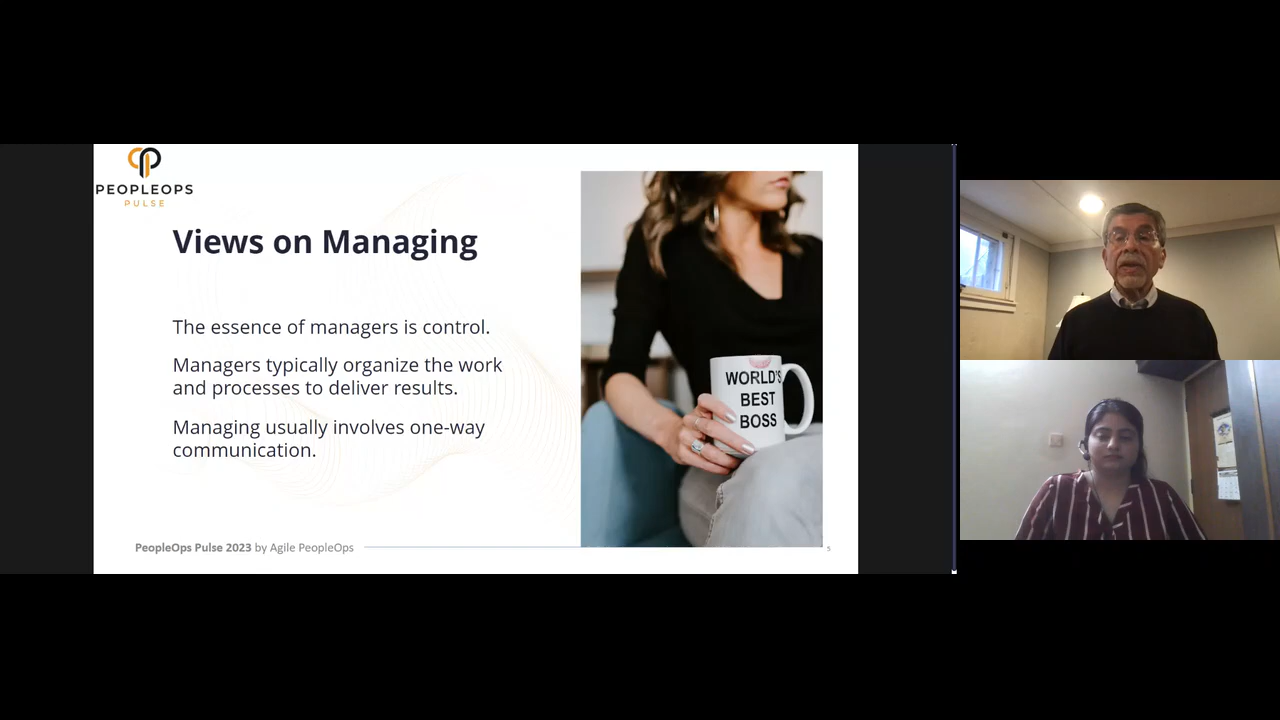 PEOPLEOPS
PULSE
Views on Managing
The essence of managers is control.
Managers typically organize the work
and processes to deliver results.
Managing usually involves one-way
communication.
WORLD'S
BEST
BOSS
PeopleOps Pulse 2023 by Agile PeopleOps
5